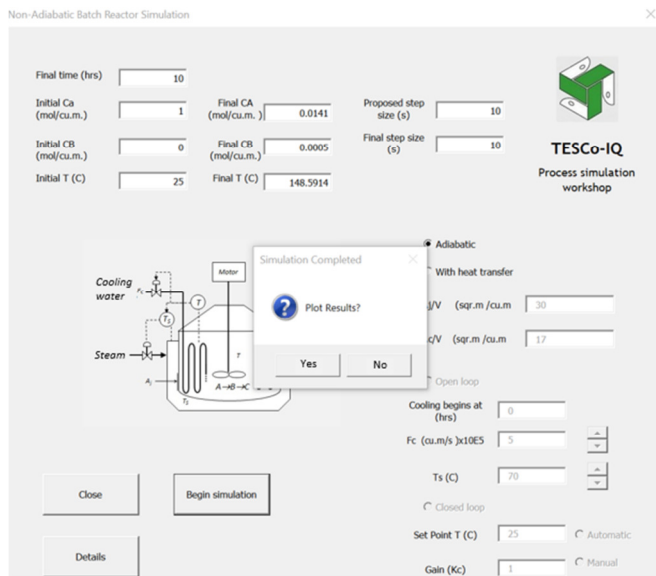 Non-Adiabatic Batch Reactor Simulation
Final time (hrs) 10
Initial Ca (mol/cu.m.) 1
Final CA (mol/cu.m. ) 0.0141
Proposed step size (s) 10
Initial CB (mol/cu.m.) 0
Final CB (mol/cu.m.) 0.0005
Final step size (s) 10
Initial T (C) 25
Final T (C) 148.5914
TESCo-IQ
Process simulation
workshop
Adiabatic
With heat transfer
Simulation Completed
Plot Results?
Yes
No
Motor
Cooling
water
Fc
T
Ts
Steam
T
Aj
A→B→C
J/V (sqr.m /cu.m 30
c/V (sqr.m /cu.m 17
Open loop
Cooling begins at (hrs) 0
Fc (cu.m/s )x10E5 5
Ts (C) 70
Closed loop
Set Point T (C) 25
Automatic
Manual
Gain (Kc) 1
Close
Begin simulation
Details